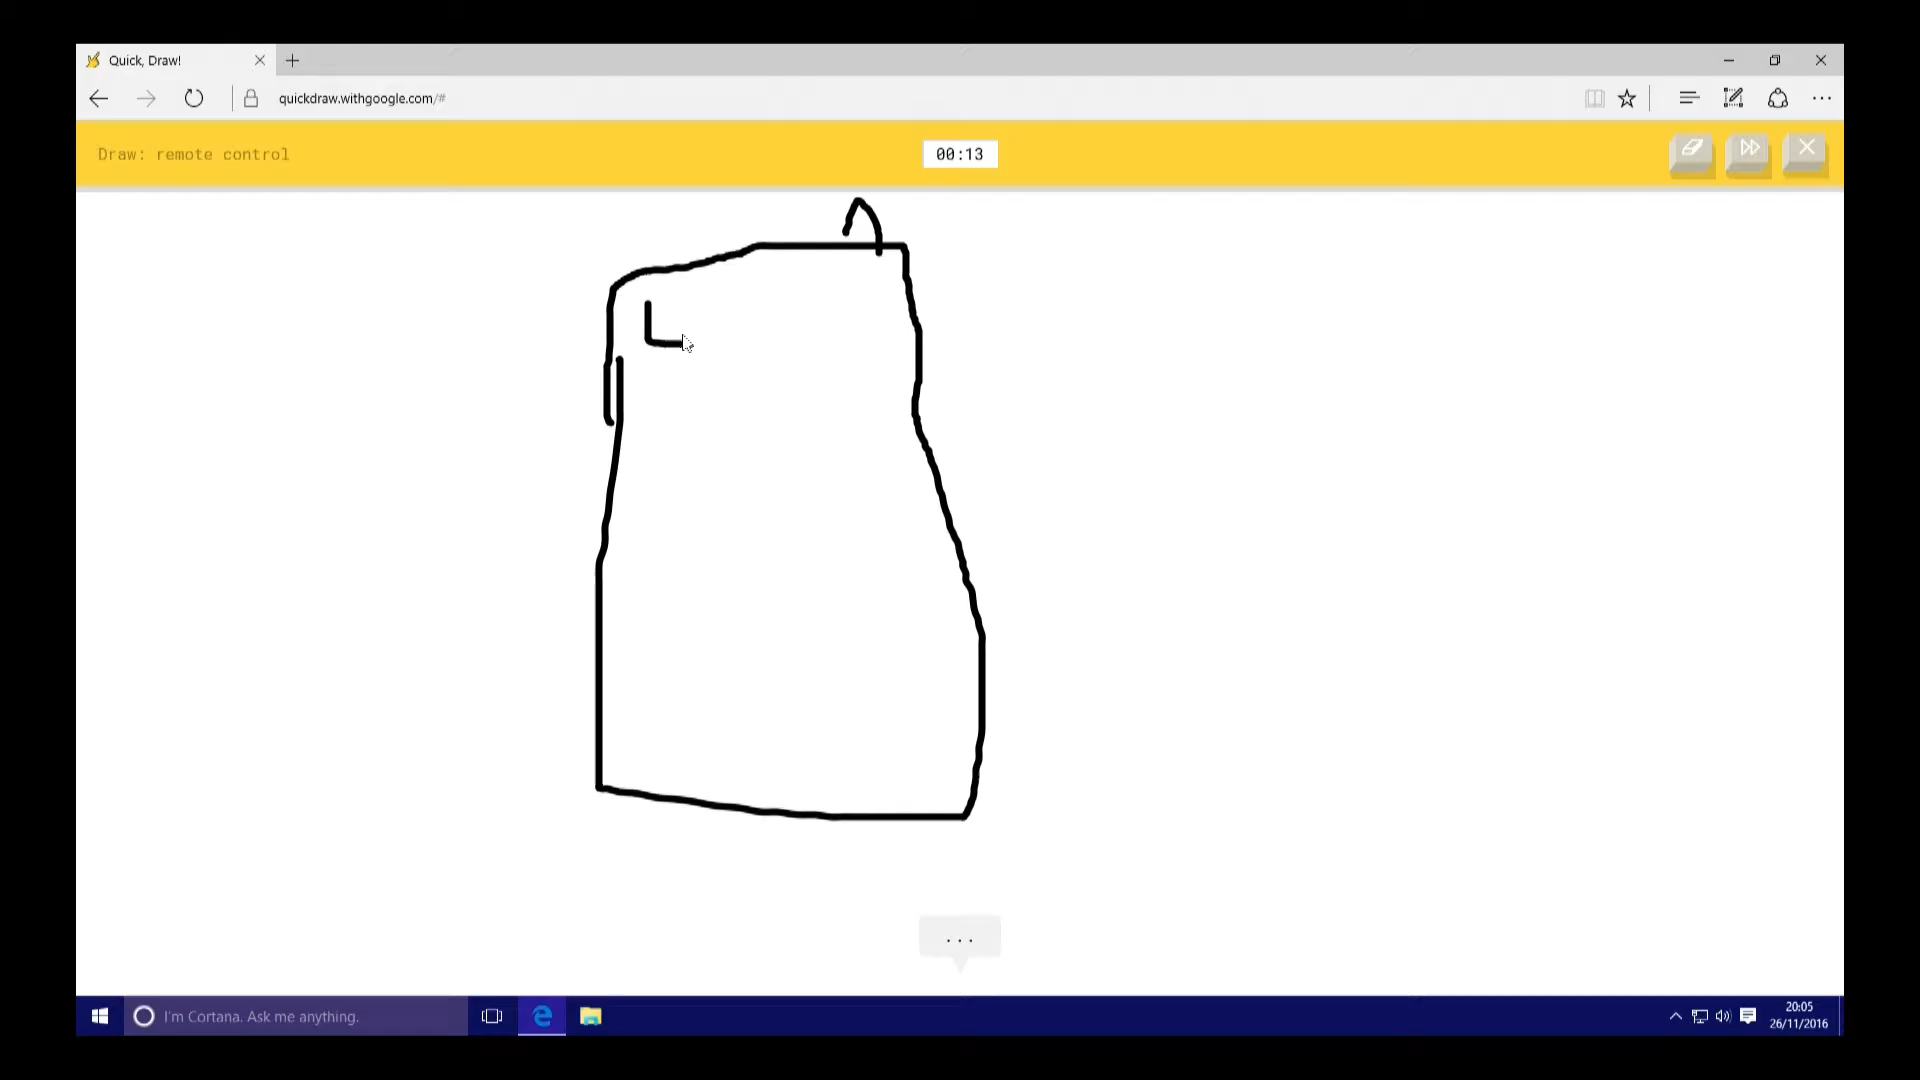 Quick, Draw!
quickdraw.withgoogle.com/#
Draw: remote control
00:13
...
I'm Cortana. Ask me anything.
20:05
26/11/2016